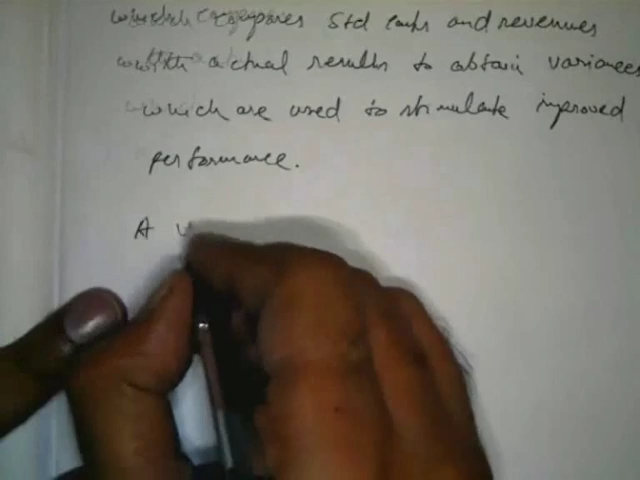 which compares Std costs and revenues
with actual results to obtain variances
which are used to stimulate improved
performance.
A